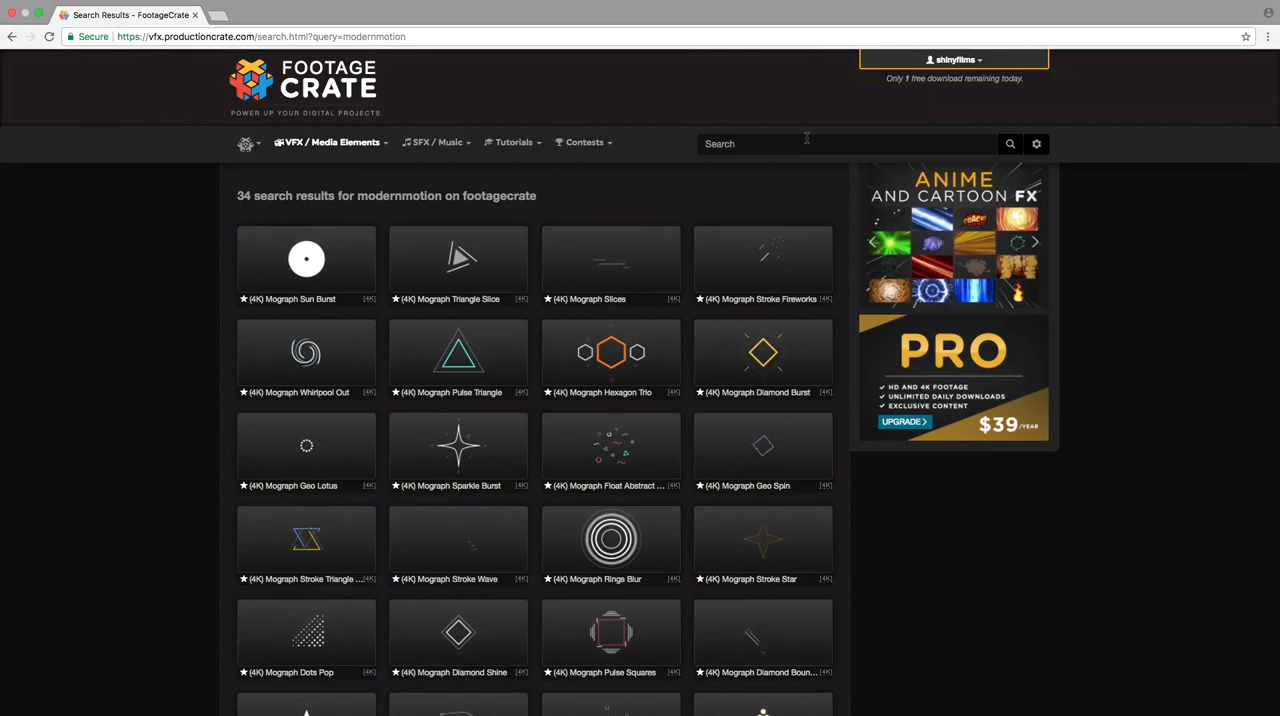 Search Results - FootageCrate
Secure
https://vfx.productioncrate.com/search.html?query=modernmotion
FOOTAGE
CRATE
POWER UP YOUR DIGITAL PROJECTS.
shinyfilms
Only 1 free download remaining today.
VFX / Media Elements
SFX / Music
Tutorials
Contests
Search
34 search results for modernmotion on footagecrate
★(4K) Mograph Sun Burst [4K]
★(4K) Mograph Triangle Slice [4K]
★(4K) Mograph Slices [4K]
★(4K) Mograph Stroke Fireworks [4K]
★(4K) Mograph Whirlpool Out [4K]
★(4K) Mograph Pulse Triangle [4K]
★(4K) Mograph Hexagon Trio [4K]
★(4K) Mograph Diamond Burst [4K]
★(4K) Mograph Geo Lotus [4K]
★(4K) Mograph Sparkle Burst [4K]
★(4K) Mograph Float Abstract ... [4K]
★(4K) Mograph Geo Spin [4K]
★(4K) Mograph Stroke Triangle ... [4K]
★(4K) Mograph Stroke Wave [4K]
★(4K) Mograph Rings Blur [4K]
★(4K) Mograph Stroke Star [4K]
★(4K) Mograph Dots Pop [4K]
★(4K) Mograph Diamond Shine [4K]
★(4K) Mograph Pulse Squares [4K]
★(4K) Mograph Diamond Boun... [4K]
ANIME
AND CARTOON FX
PRO
✓ HD AND 4K FOOTAGE
✓ UNLIMITED DAILY DOWNLOADS
✓ EXCLUSIVE CONTENT
UPGRADE
$39/YEAR